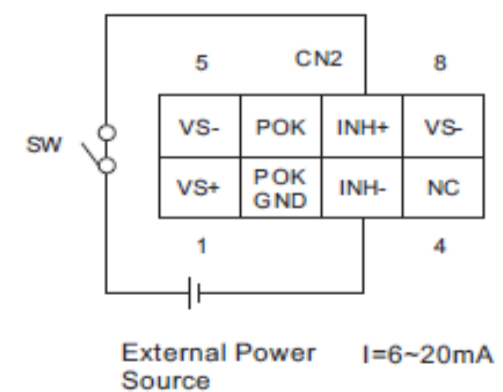 5 CN2 8
SW
VS- POK INH+ VS-
VS+ POK GND INH- NC
1 4
External Power I=6~20mA
Source